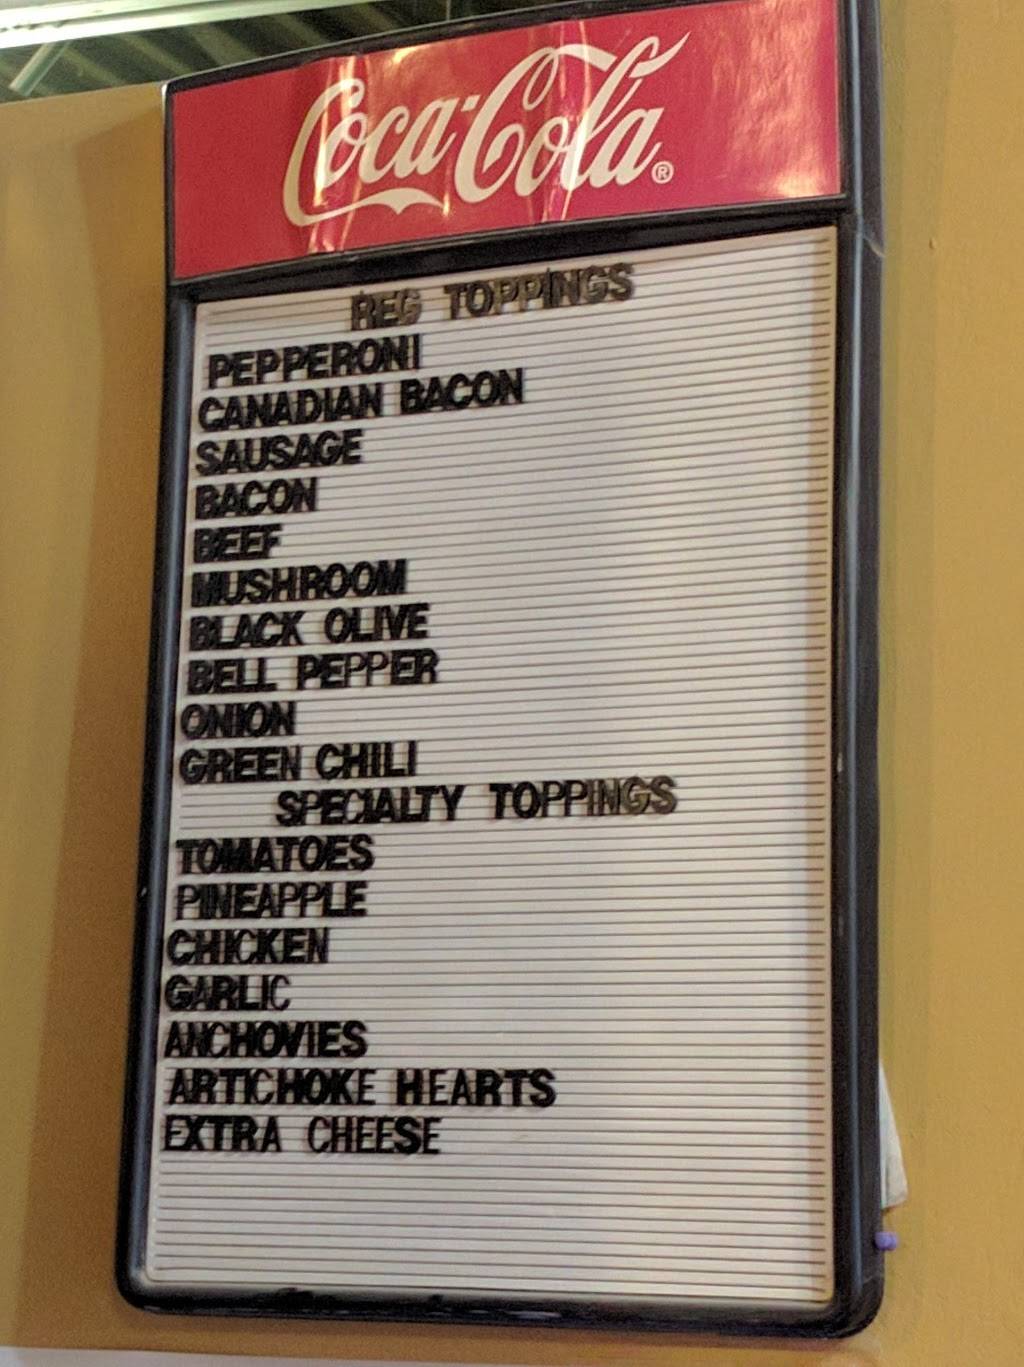 Coca-Cola®
REG TOPPINGS
PEPPERONI
CANADIAN BACON
SAUSAGE
BACON
BEEF
MUSHROOM
BLACK OLIVE
BELL PEPPER
ONION
GREEN CHILI
SPECIALTY TOPPINGS
TOMATOES
PINEAPPLE
CHICKEN
GARLIC
ANCHOVIES
ARTICHOKE HEARTS
EXTRA CHEESE